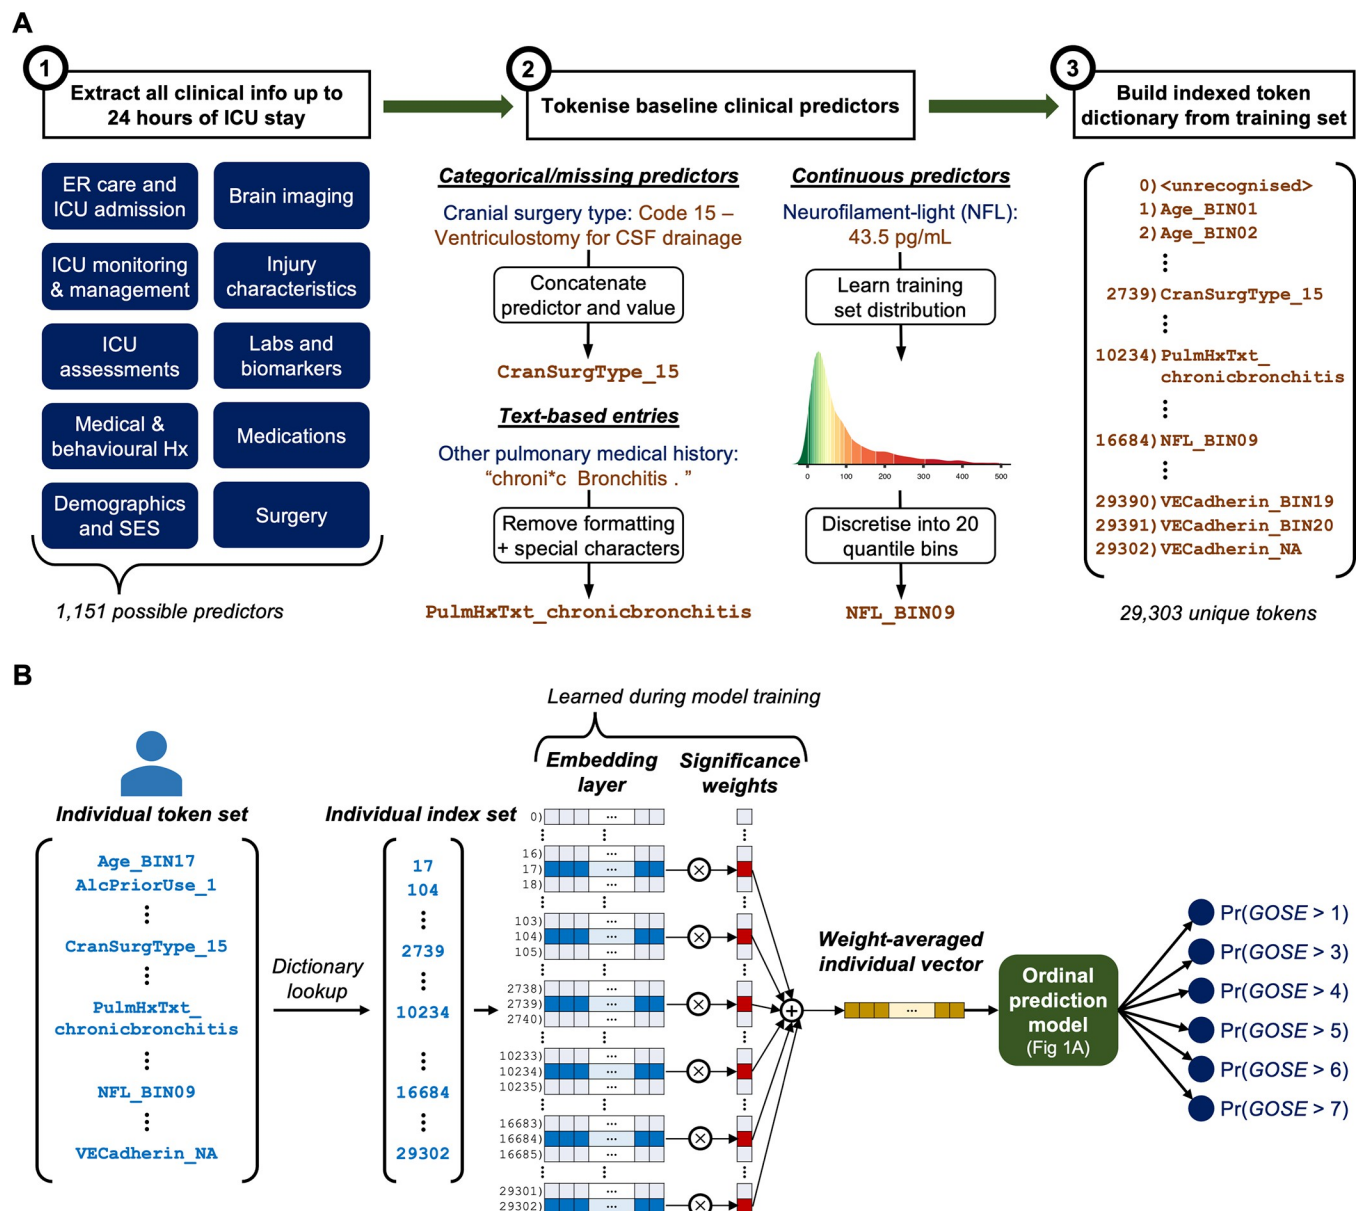 A
1
Extract all clinical info up to
24 hours of ICU stay
2
Tokenise baseline clinical predictors
3
Build indexed token
dictionary from training set
ER care and
ICU admission
Brain imaging
ICU monitoring
& management
Injury
characteristics
ICU
assessments
Labs and
biomarkers
Medical &
behavioural Hx
Medications
Demographics
and SES
Surgery
1,151 possible predictors
Categorical/missing predictors
Cranial surgery type: Code 15 –
Ventriculostomy for CSF drainage
Concatenate
predictor and value
CranSurgType_15
Text-based entries
Other pulmonary medical history:
“chroni*c  Bronchitis . ”
Remove formatting
+ special characters
PulmHxTxt_chronicbronchitis
Continuous predictors
Neurofilament-light (NFL):
43.5 pg/mL
Learn training
set distribution
0 100 200 300 400 500
Discretise into 20
quantile bins
NFL_BIN09
0) <unrecognised>
1) Age_BIN01
2) Age_BIN02
⋮
2739) CranSurgType_15
⋮
10234) PulmHxTxt_
chronicbronchitis
⋮
16684) NFL_BIN09
⋮
29390) VECadherin_BIN19
29391) VECadherin_BIN20
29302) VECadherin_NA
29,303 unique tokens
B
Learned during model training
Individual token set
Age_BIN17
AlcPriorUse_1
⋮
CranSurgType_15
⋮
PulmHxTxt_
chronicbronchitis
⋮
NFL_BIN09
⋮
VECadherin_NA
Dictionary
lookup
Individual index set
17
104
⋮
2739
⋮
10234
⋮
16684
⋮
29302
Embedding
layer
Significance
weights
0) ...
⋮
16) ...
17) ...
18) ...
⋮
103) ...
104) ...
105) ...
⋮
2738) ...
2739) ...
2740) ...
⋮
10233) ...
10234) ...
10235) ...
⋮
16683) ...
16684) ...
16685) ...
⋮
29301) ...
29302) ...
Weight-averaged
individual vector
...
Ordinal
prediction
model
(Fig 1A)
Pr(GOSE > 1)
Pr(GOSE > 3)
Pr(GOSE > 4)
Pr(GOSE > 5)
Pr(GOSE > 6)
Pr(GOSE > 7)